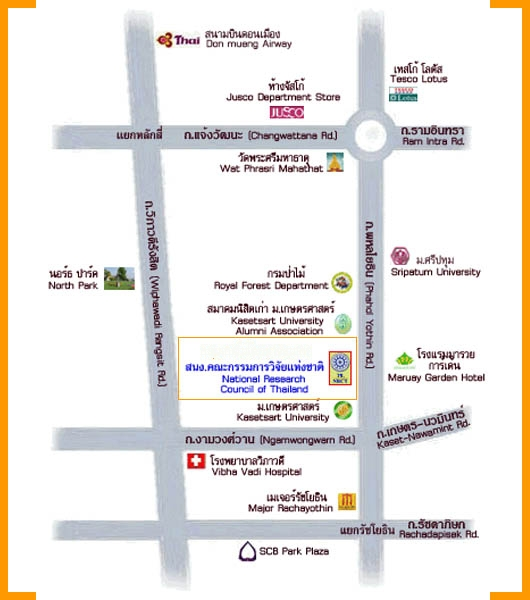 Thai
สนามบินดอนเมือง
Don mueng Airway
เทสโก้ โลตัส
Tesco Lotus
Lotus
ห้างจัสโก้
Jusco Department Store
JUSCO
แยกหลักสี่
ถ.แจ้งวัฒนะ (Changwattana Rd.)
ถ.รามอินทรา
Ram Intra Rd.
วัดพระศรีมหาธาตุ
Wat Phrasri Mahathat
ถ.วิภาวดีรังสิต (Wiphawadi Rangsit Rd.)
ถ.พหลโยธิน (Phahol Yothin Rd.)
นอร์ธ ปาร์ค
North Park
กรมป่าไม้
Royal Forest Department
ม.ศรีปทุม
Sripatum University
สมาคมนิสิตเก่า ม.เกษตรศาสตร์
Kasetsart University
Alumni Association
สนง.คณะกรรมการวิจัยแห่งชาติ
National Research
Council of Thailand
วช.
NRCT
โรงแรมมารวย
การเดน
Maruay Garden Hotel
ม.เกษตรศาสตร์
Kasetsart University
ถ.งามวงศ์วาน (Ngamwongwarn Rd.)
ถ.เกษตร-นวมินทร์
Kaset-Nawamint Rd.
โรงพยาบาลวิภาวดี
Vibha Vadi Hospital
เมเจอร์รัชโยธิน
Major Rachayothin
แยกรัชโยธิน
ถ.รัชดาภิเษก
Rachadapisek Rd.
SCB Park Plaza